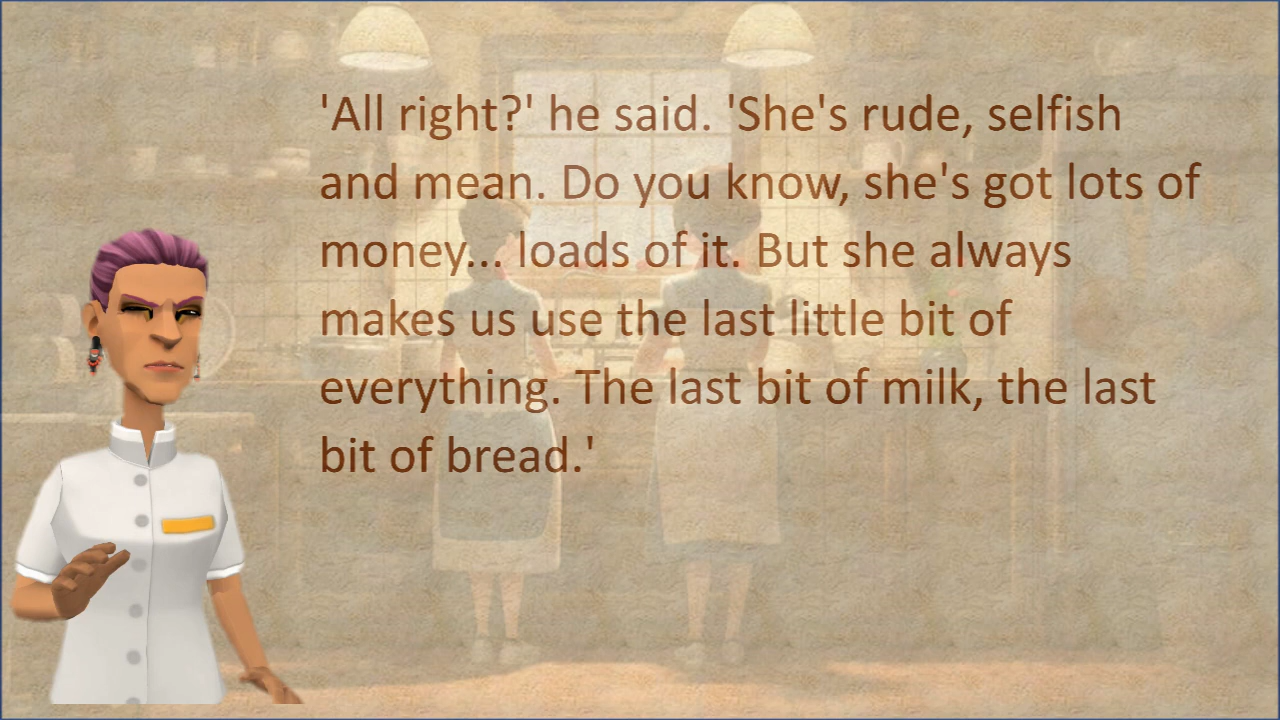 'All right?' he said. 'She's rude, selfish
and mean. Do you know, she's got lots of
money... loads of it. But she always
makes us use the last little bit of
everything. The last bit of milk, the last
bit of bread.'